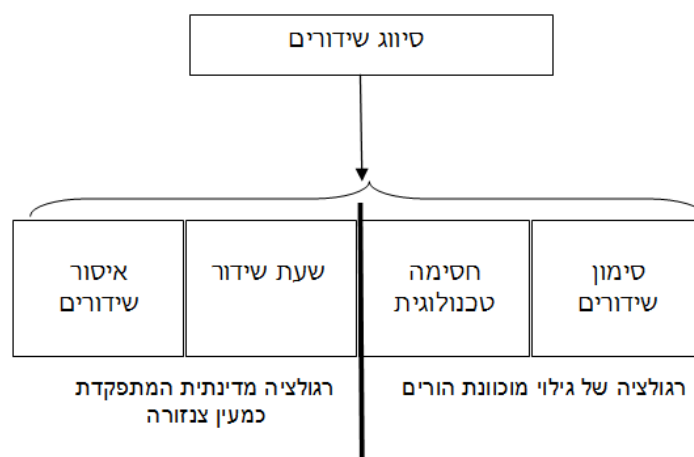 סיווג שידורים
סימון
שידורים
חסימה
טכנולוגית
שעת שידור
איסור
שידורים
רגולציה של גילוי מוכוונת הורים
רגולציה מדינתית המתפקדת
כמעין צנזורה